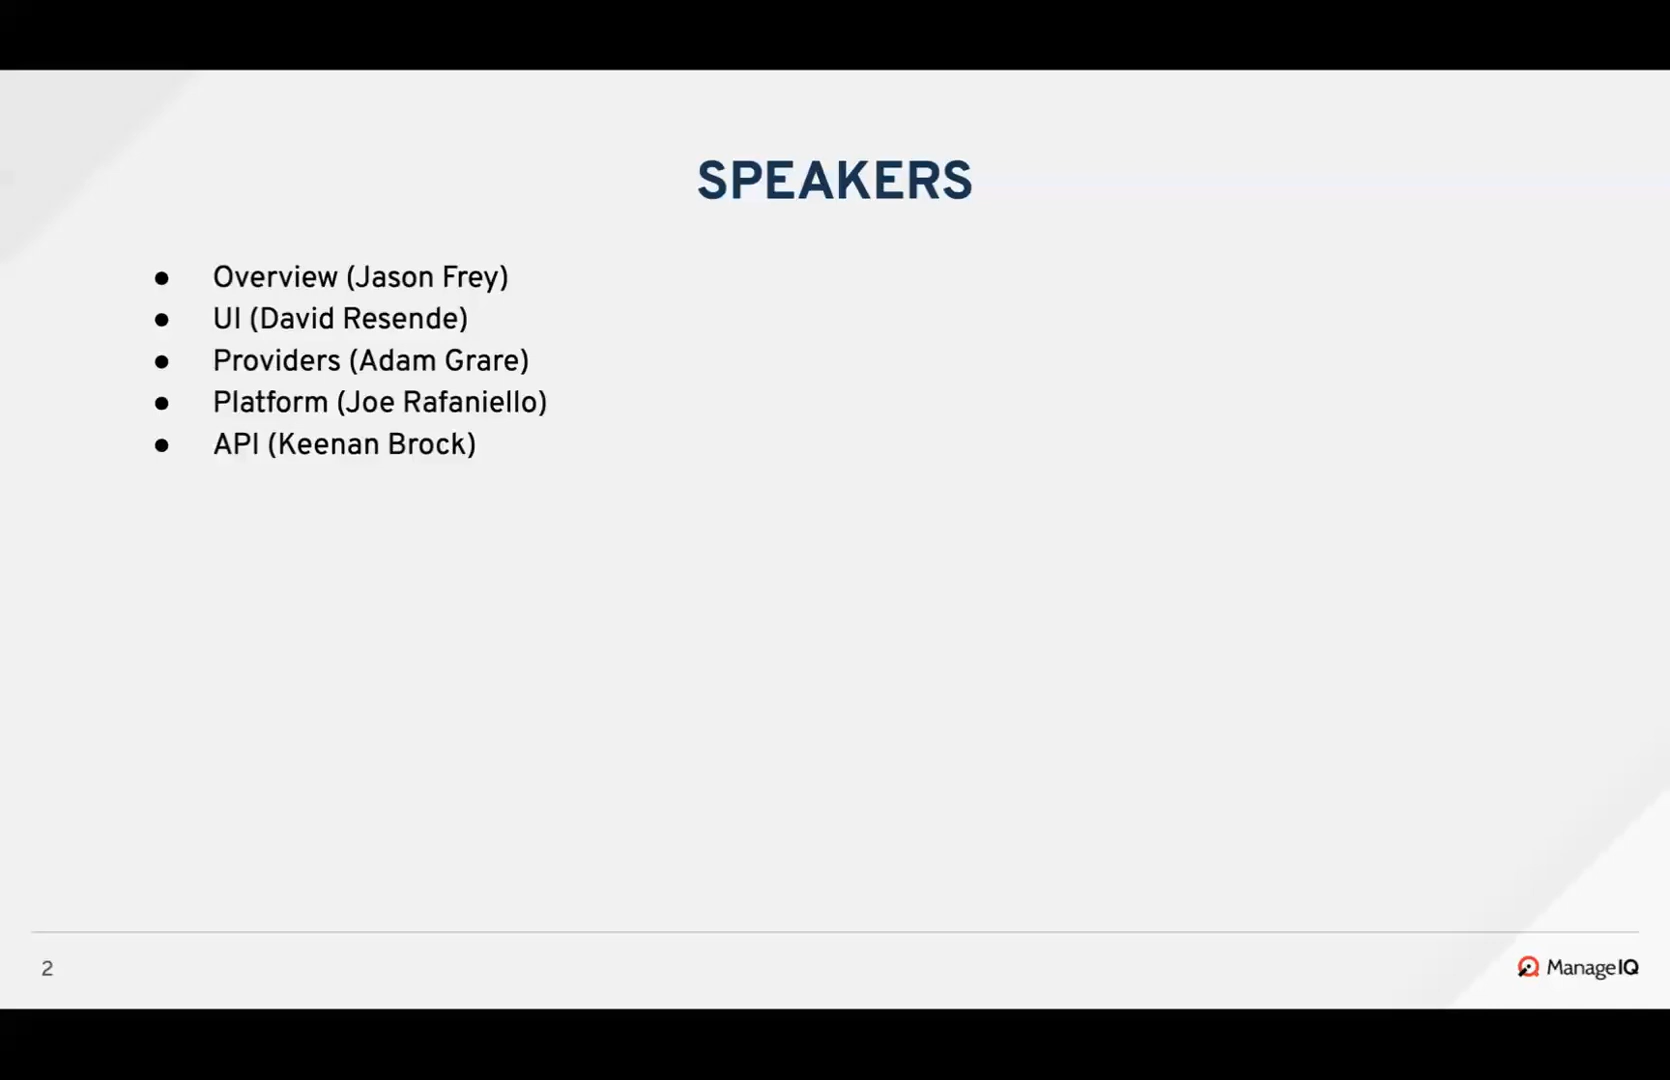 SPEAKERS
● Overview (Jason Frey)
● UI (David Resende)
● Providers (Adam Grare)
● Platform (Joe Rafaniello)
● API (Keenan Brock)
2
ManageIQ